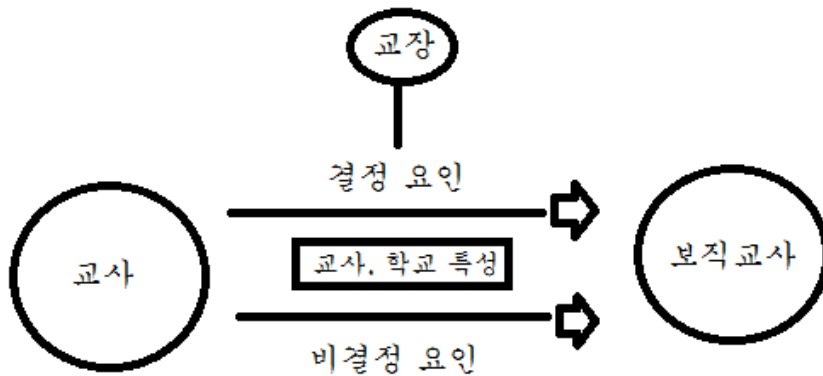 교장
결정 요인
교사
교사, 학교 특성
보직교사
비결정 요인